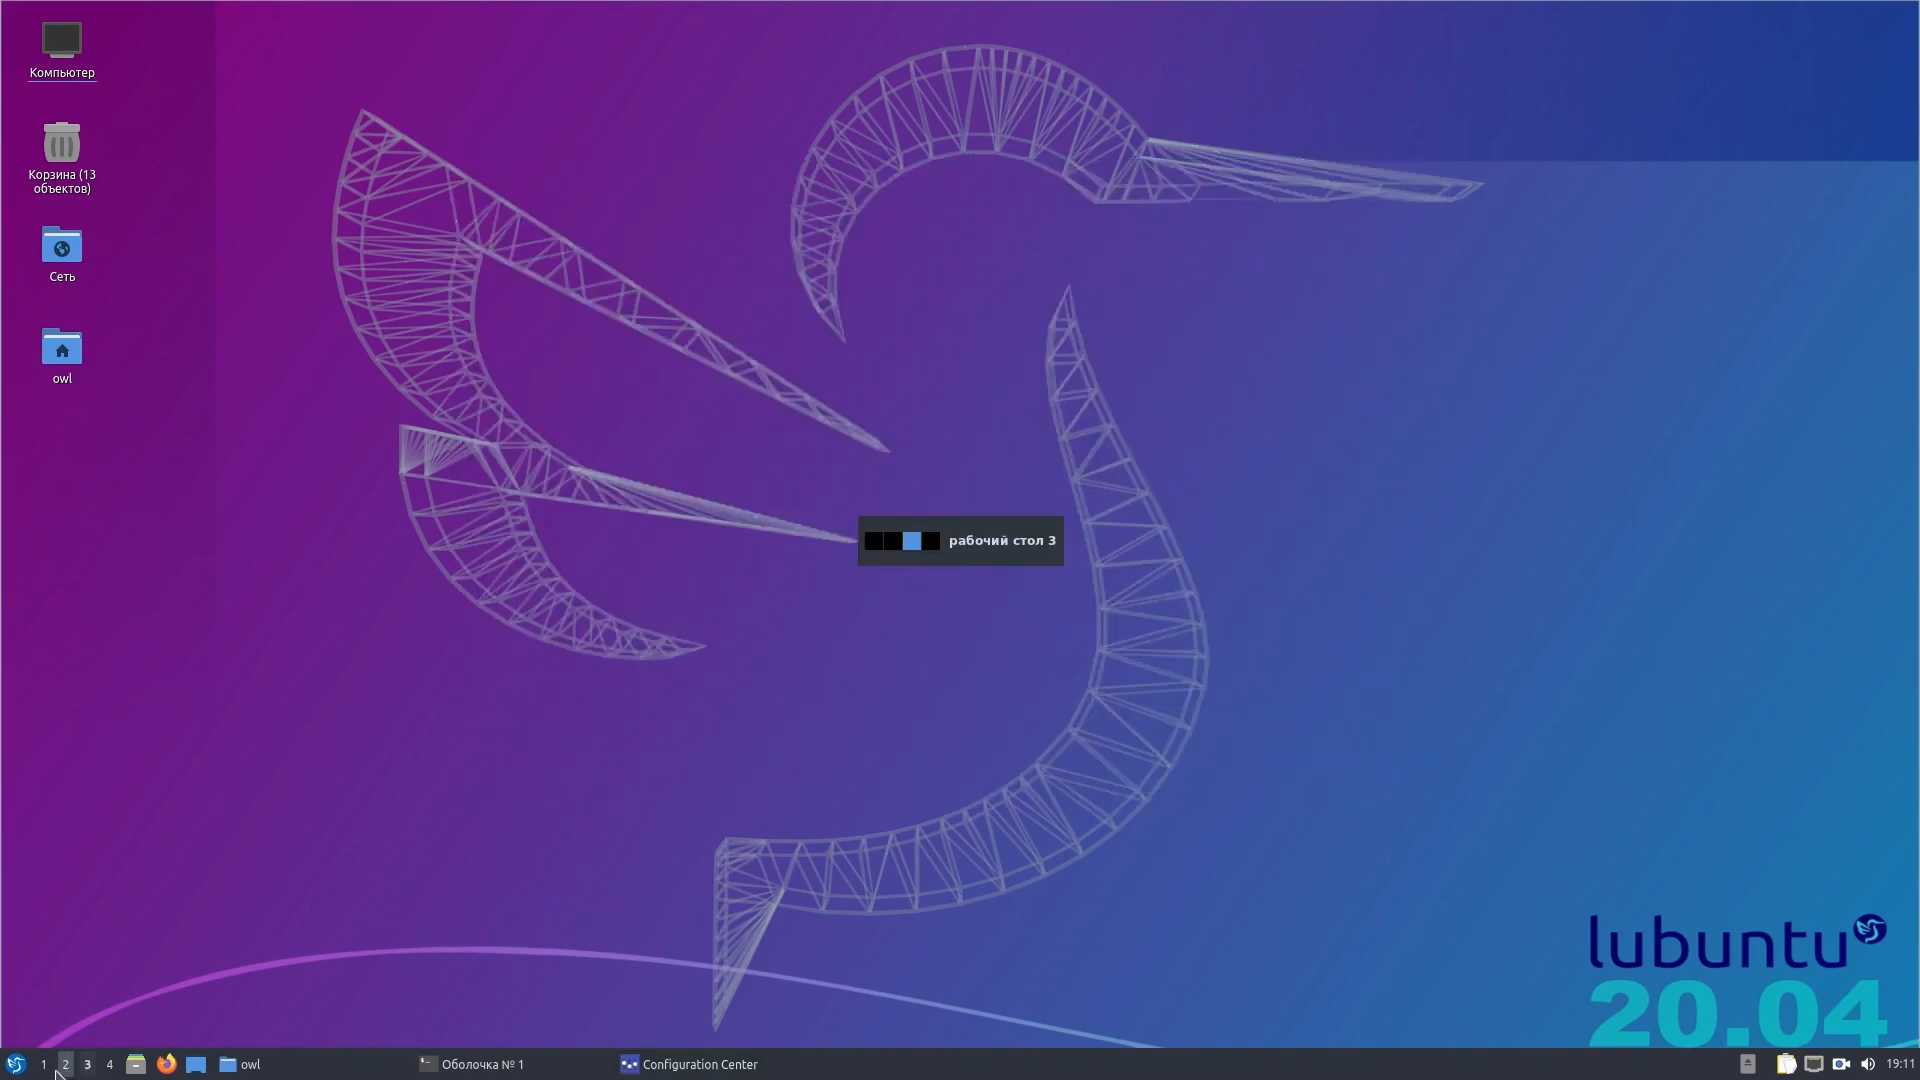 Компьютер
Корзина (13
объектов)
Сеть
owl
рабочий стол 3
lubuntu
20.04
1 2 3 4 owl Оболочка № 1 Configuration Center 19:11